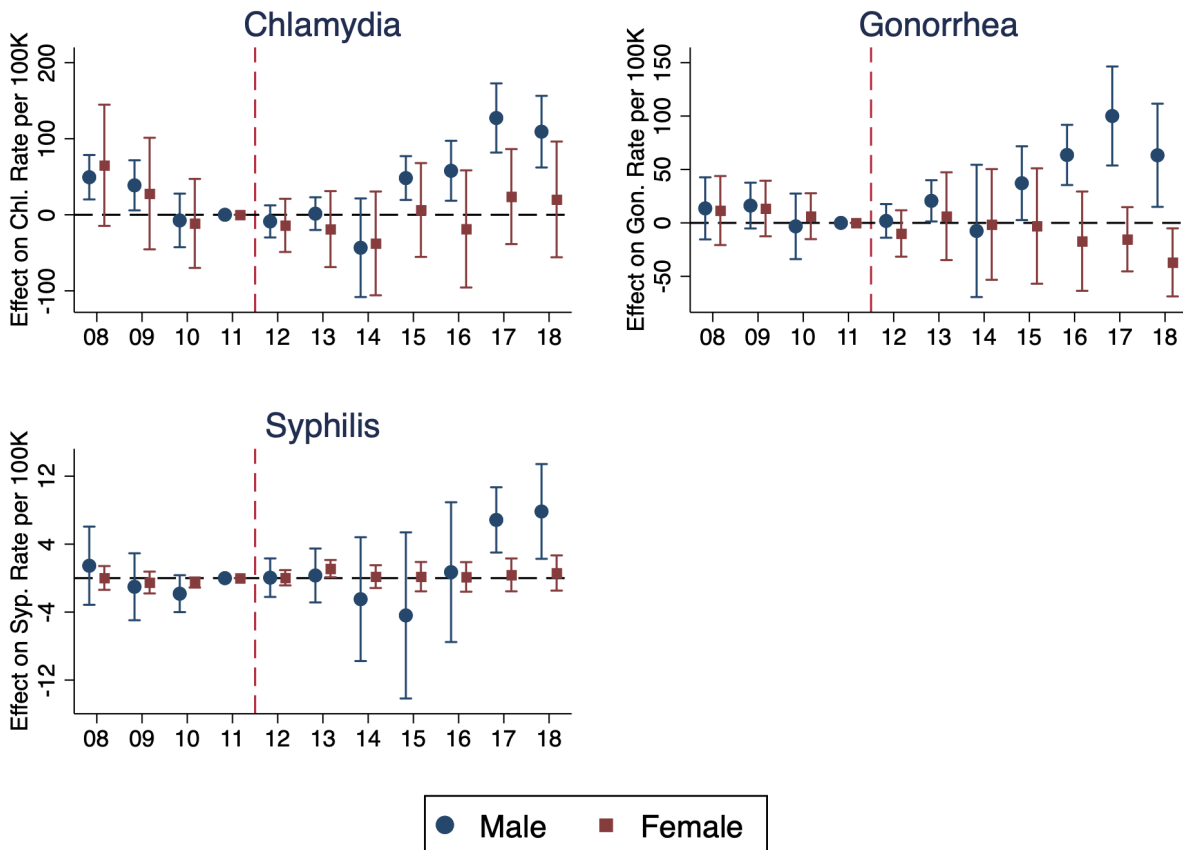 Chlamydia
Effect on Chl. Rate per 100K
200
100
0
-100
08 09 10 11 12 13 14 15 16 17 18
Gonorrhea
Effect on Gon. Rate per 100K
150
100
50
0
-50
08 09 10 11 12 13 14 15 16 17 18
Syphilis
Effect on Syp. Rate per 100K
12
4
-4
-12
08 09 10 11 12 13 14 15 16 17 18
Male Female